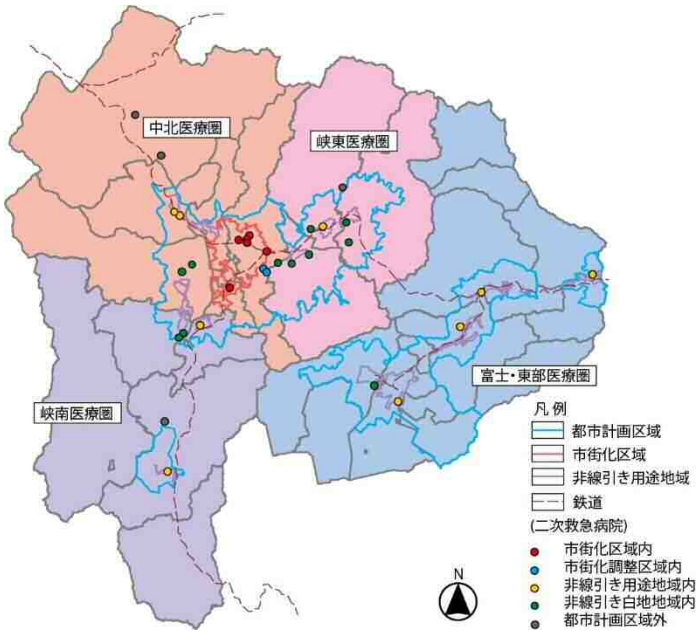 中北医療圏
峡東医療圏
峡南医療圏
富士・東部医療圏
凡例
都市計画区域
市街化区域
非線引き用途地域
鉄道
(二次救急病院)
市街化区域内
市街化調整区域内
非線引き用途地域内
非線引き白地地域内
都市計画区域外
N